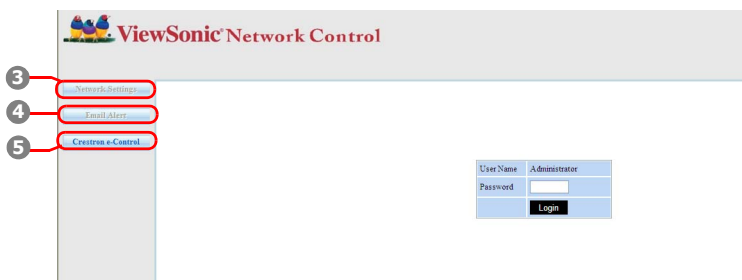 ViewSonic® Network Control
3
Network Settings
4
Email Alert
5
Crestron e-Control
User Name Administrator
Password
Login